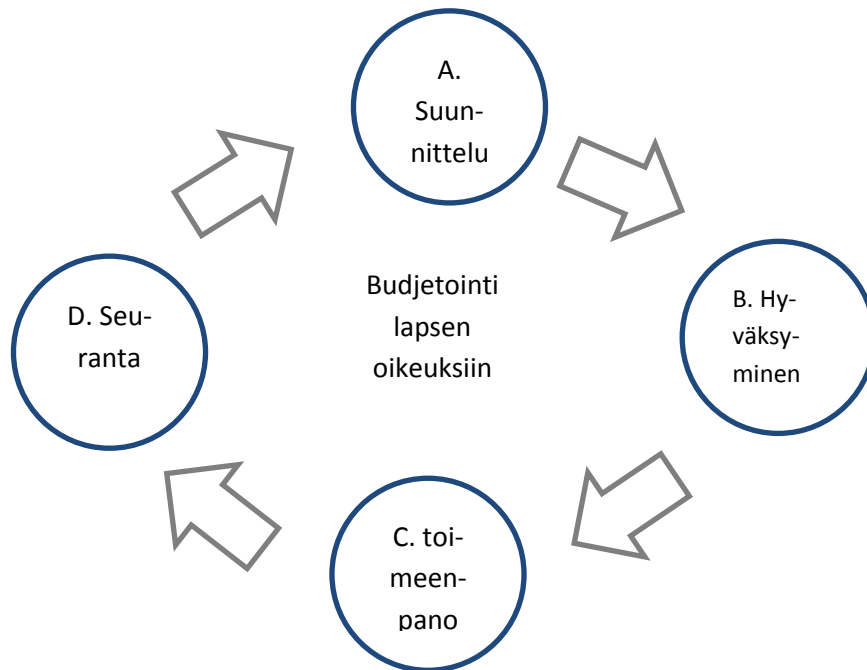 A.
Suun-
nittelu
B. Hy-
väksy-
minen
C. toi-
meen-
pano
D. Seu-
ranta
Budjetointi
lapsen
oikeuksiin